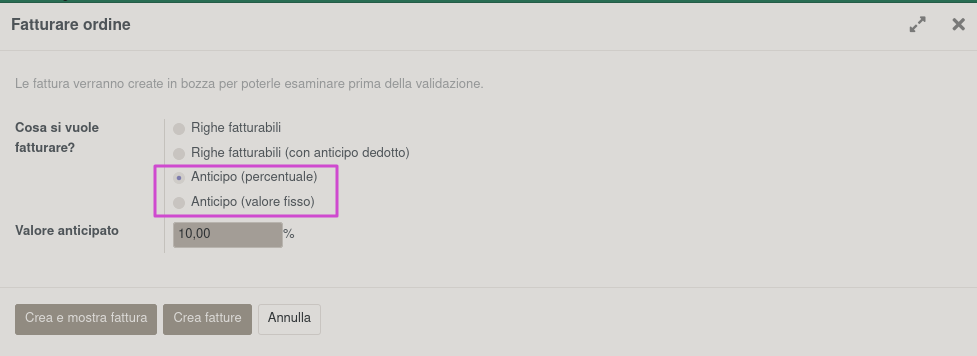 Fatturare ordine
Le fattura verranno create in bozza per poterle esaminare prima della validazione.
Cosa si vuole
fatturare?
Righe fatturabili
Righe fatturabili (con anticipo dedotto)
Anticipo (percentuale)
Anticipo (valore fisso)
Valore anticipato
10,00 %
Crea e mostra fattura
Crea fatture
Annulla